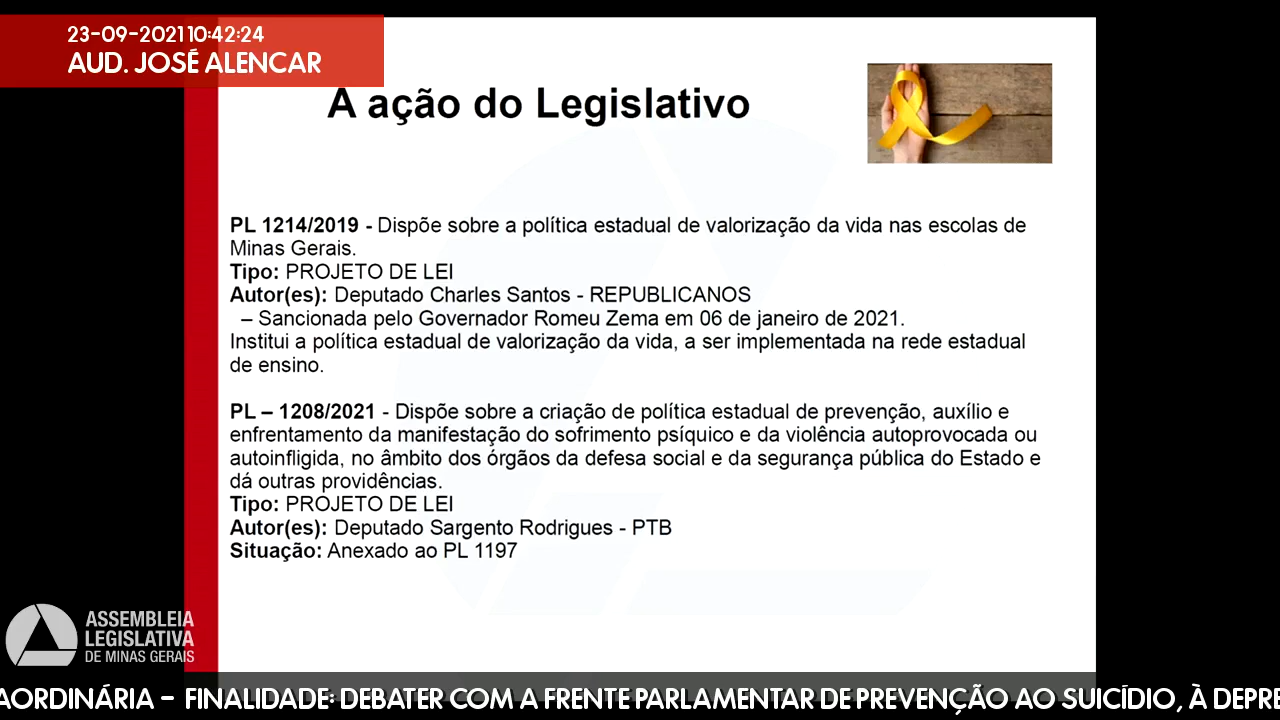 23-09-2021 10:42:24
AUD. JOSÉ ALENCAR
A ação do Legislativo
PL 1214/2019 - Dispõe sobre a política estadual de valorização da vida nas escolas de
Minas Gerais.
Tipo: PROJETO DE LEI
Autor(es): Deputado Charles Santos - REPUBLICANOS
– Sancionada pelo Governador Romeu Zema em 06 de janeiro de 2021.
Institui a política estadual de valorização da vida, a ser implementada na rede estadual
de ensino.
PL – 1208/2021 - Dispõe sobre a criação de política estadual de prevenção, auxílio e
enfrentamento da manifestação do sofrimento psíquico e da violência autoprovocada ou
autoinfligida, no âmbito dos órgãos da defesa social e da segurança pública do Estado e
dá outras providências.
Tipo: PROJETO DE LEI
Autor(es): Deputado Sargento Rodrigues - PTB
Situação: Anexado ao PL 1197
ASSEMBLEIA
LEGISLATIVA
DE MINAS GERAIS
AORDINÁRIA – FINALIDADE: DEBATER COM A FRENTE PARLAMENTAR DE PREVENÇÃO AO SUICÍDIO, À DEPRE